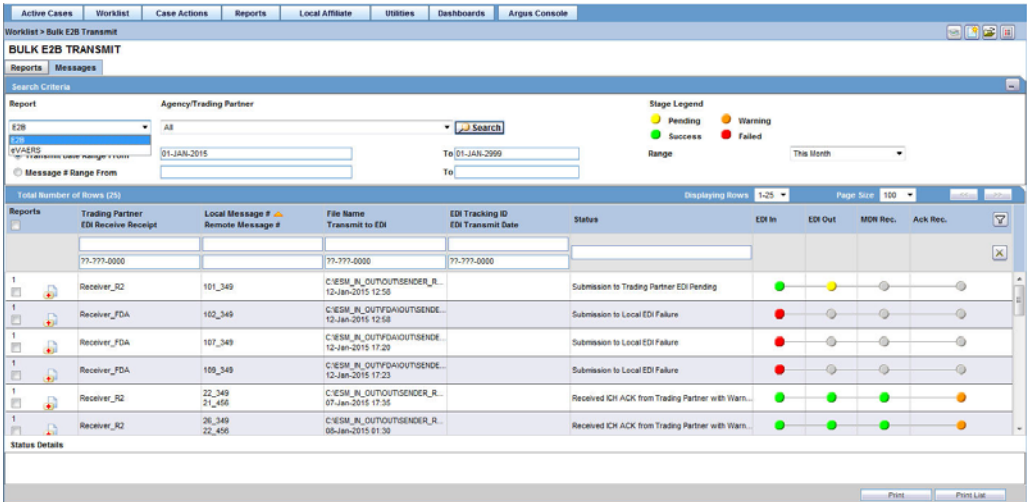 Active Cases Worklist Case Actions Reports Local Affiliate Utilities Dashboards Argus Console
Worklist > Bulk E2B Transmit
BULK E2B TRANSMIT
Reports Messages
Search Criteria
Report Agency/Trading Partner Stage Legend
Pending Warning
E2B All Search
Success Failed
E2B
eVAERS
Transmit Date Range From 01-JAN-2015 To 01-JAN-2999 Range This Month
Message # Range From To
Total Number of Rows (25) Displaying Rows 1-25 Page Size 100
Reports Trading Partner Local Message # File Name EDI Tracking ID Status EDI In EDI Out MDN Rec. Ack Rec.
EDI Receive Receipt Remote Message # Transmit to EDI EDI Transmit Date
??-???-0000 ??-???-0000 ??-???-0000
1 Receiver_R2 101_349 C:\ESM_IN_OUT\OUT\SENDER_R... Submission to Trading Partner EDI Pending
12-Jan-2015 12:58
1 Receiver_FDA 102_349 C:\ESM_IN_OUT\FDA\OUT\SENDE... Submission to Local EDI Failure
12-Jan-2015 12:58
1 Receiver_FDA 107_349 C:\ESM_IN_OUT\FDA\OUT\SENDE... Submission to Local EDI Failure
12-Jan-2015 17:20
1 Receiver_FDA 109_349 C:\ESM_IN_OUT\FDA\OUT\SENDE... Submission to Local EDI Failure
12-Jan-2015 17:23
1 Receiver_R2 22_349 C:\ESM_IN_OUT\OUT\SENDER_R... Received ICH ACK from Trading Partner with Warn...
21_456 07-Jan-2015 17:35
1 Receiver_R2 26_349 C:\ESM_IN_OUT\OUT\SENDER_R... Received ICH ACK from Trading Partner with Warn...
22_456 08-Jan-2015 01:30
Status Details
Print Print List